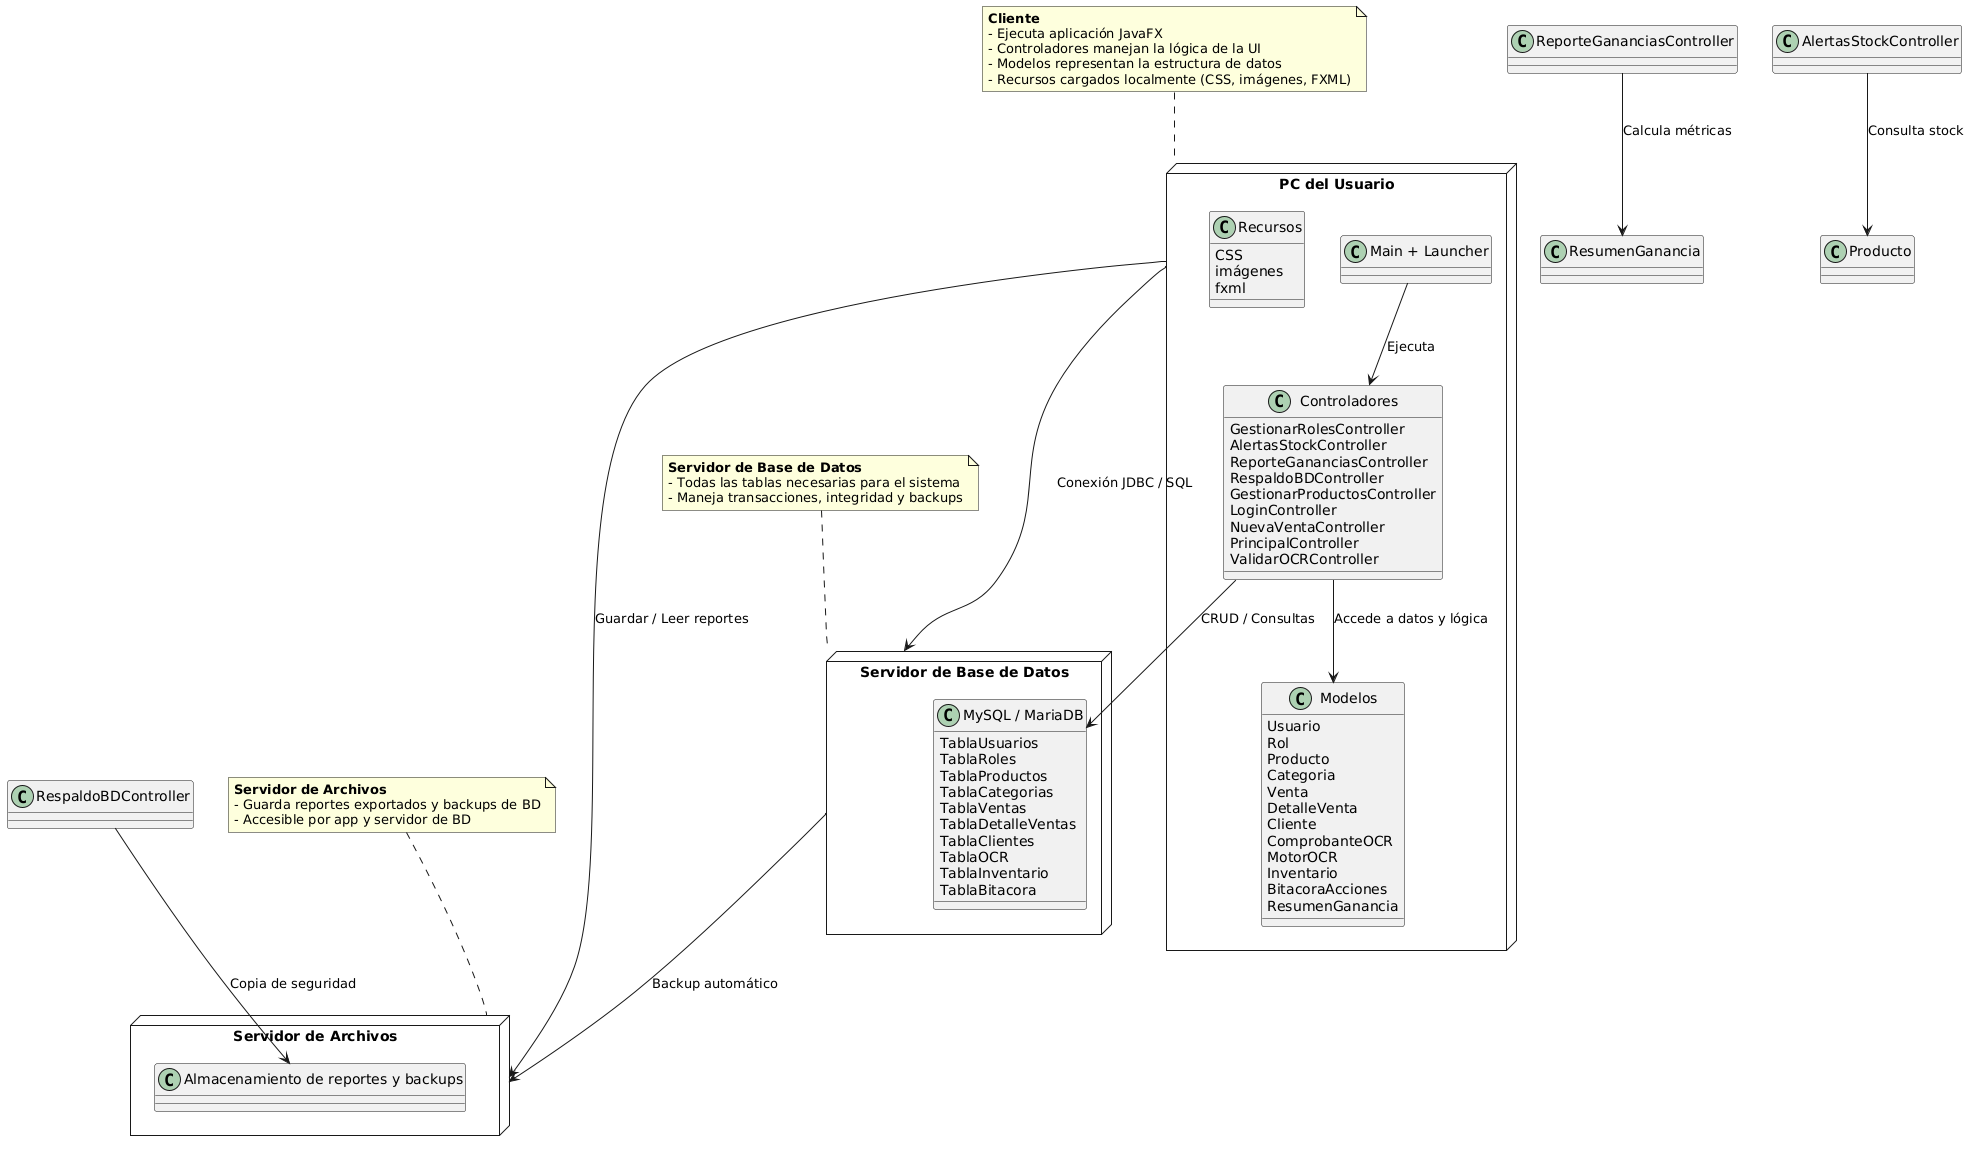 Cliente
- Ejecuta aplicación JavaFX
- Controladores manejan la lógica de la UI
- Modelos representan la estructura de datos
- Recursos cargados localmente (CSS, imágenes, FXML)
C ReporteGananciasController
C AlertasStockController
Calcula métricas
Consulta stock
C ResumenGanancia
C Producto
PC del Usuario
C Recursos
CSS
imágenes
fxml
C Main + Launcher
Ejecuta
C Controladores
GestionarRolesController
AlertasStockController
ReporteGananciasController
RespaldoBDController
GestionarProductosController
LoginController
NuevaVentaController
PrincipalController
ValidarOCRController
Servidor de Base de Datos
- Todas las tablas necesarias para el sistema
- Maneja transacciones, integridad y backups
Conexión JDBC / SQL
Guardar / Leer reportes
CRUD / Consultas
Accede a datos y lógica
Servidor de Base de Datos
C MySQL / MariaDB
TablaUsuarios
TablaRoles
TablaProductos
TablaCategorias
TablaVentas
TablaDetalleVentas
TablaClientes
TablaOCR
TablaInventario
TablaBitacora
C Modelos
Usuario
Rol
Producto
Categoria
Venta
DetalleVenta
Cliente
ComprobanteOCR
MotorOCR
Inventario
BitacoraAcciones
ResumenGanancia
C RespaldoBDController
Servidor de Archivos
- Guarda reportes exportados y backups de BD
- Accesible por app y servidor de BD
Copia de seguridad
Backup automático
Servidor de Archivos
C Almacenamiento de reportes y backups